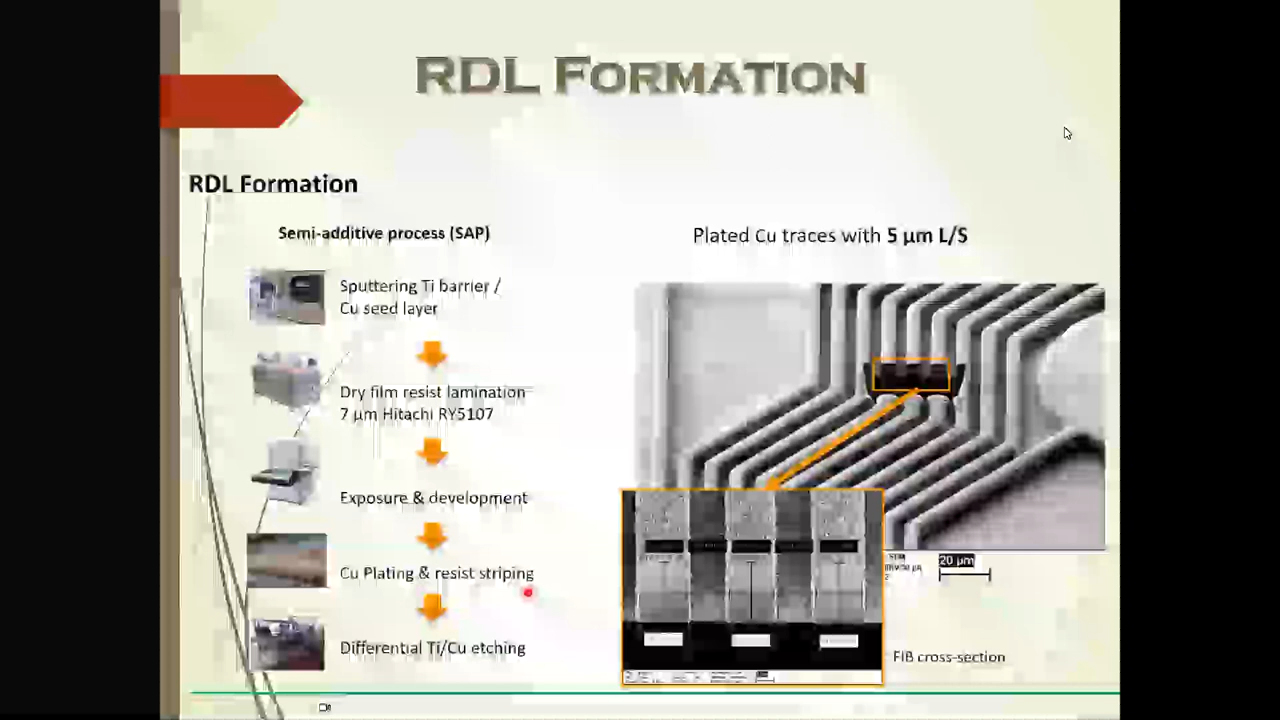 RDL FORMATION
RDL Formation
Semi-additive process (SAP)
Sputtering Ti barrier /
Cu seed layer
Dry film resist lamination
7 µm Hitachi RY5107
Exposure & development
Cu Plating & resist striping
Differential Ti/Cu etching
Plated Cu traces with 5 µm L/S
20 µm
FIB cross-section